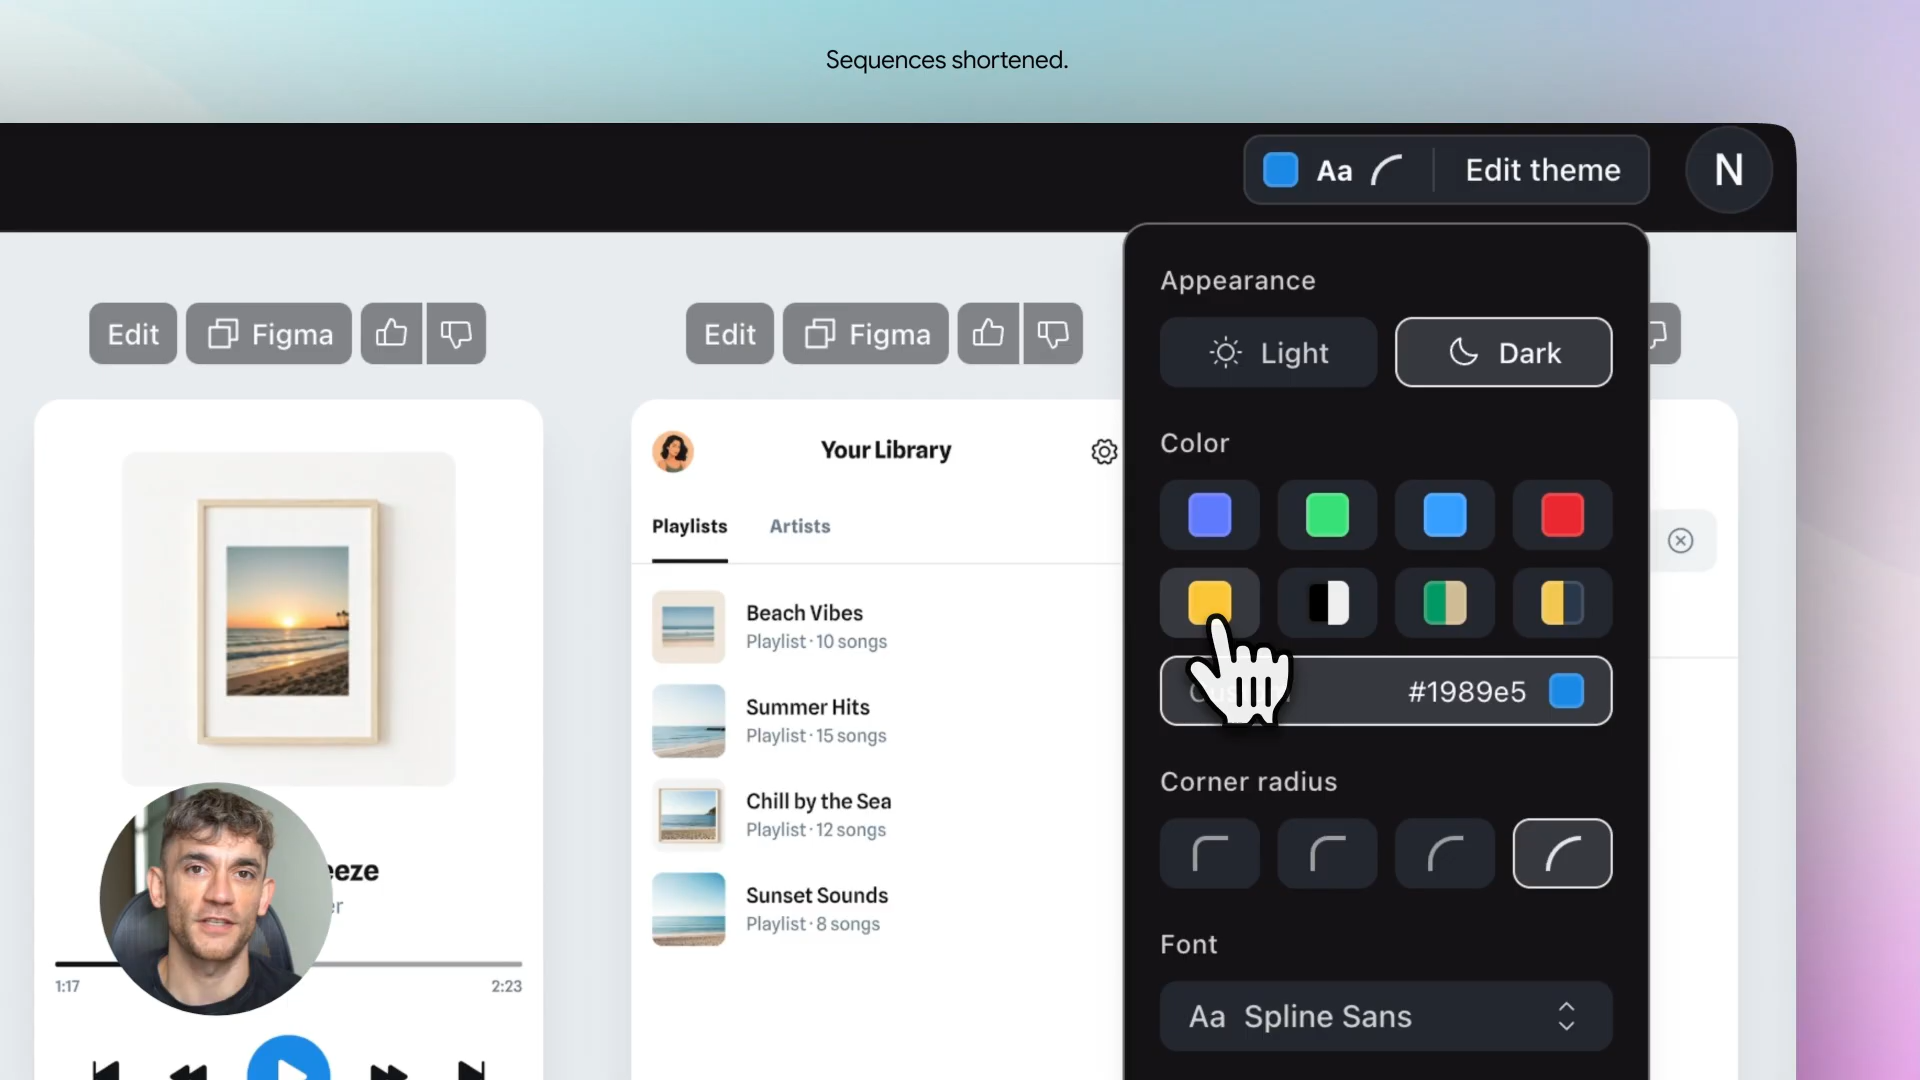 Sequences shortened.
Aa
Edit theme
N
Edit
Figma
Edit
Figma
Appearance
Light
Dark
Color
#1989e5
Corner radius
Font
Aa Spline Sans
Your Library
Playlists
Artists
Beach Vibes
Playlist · 10 songs
Summer Hits
Playlist · 15 songs
Chill by the Sea
Playlist · 12 songs
Sunset Sounds
Playlist · 8 songs
1:17
2:23